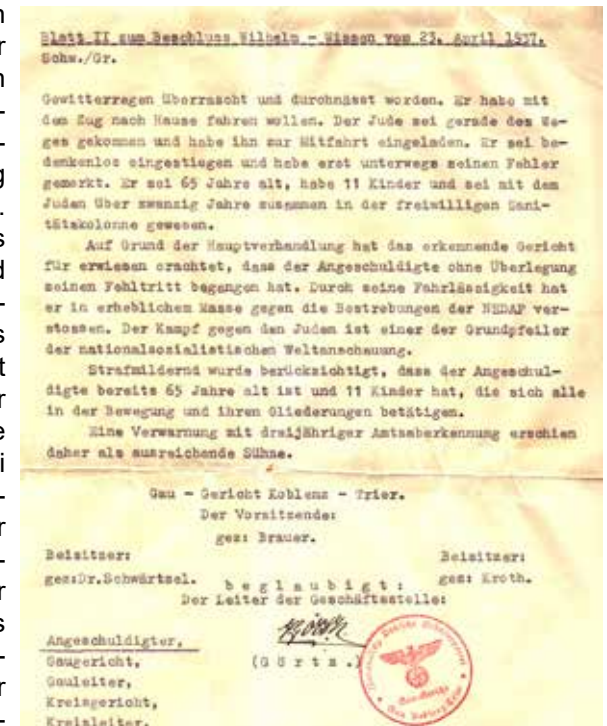 n
r
n
-
-
g
.
s
d
-
s
t
r
e
i
-
r
-
r
s
-
r
-
Blatt II zum Beschluss Wilhelm - Wissen vom 23. April 1937.
Schw./Gr.
Gewitterregen überrascht und durchnässt worden. Er habe mit
dem Zug nach Hause fahren wollen. Der Jude sei gerade des We-
ges gekommen und habe ihn zur Mitfahrt eingeladen. Er sei be-
denkenlos eingestiegen und habe erst unterwegs seinen Fehler
gemerkt. Er sei 65 Jahre alt, habe 11 Kinder und sei mit dem
Juden über zwanzig Jahre zusammen in der freiwilligen Sani-
tätskolonne gewesen.
Auf Grund der Hauptverhandlung hat das erkennende Gericht
für erwiesen erachtet, dass der Angeschuldigte ohne Überlegung
seinen Fehltritt begangen hat. Durch seine Fahrlässigkeit hat
er in erheblichem Masse gegen die Bestrebungen der NSDAP ver-
stossen. Der Kampf gegen den Juden ist einer der Grundpfeiler
der nationalsozialistischen Weltanschauung.
Strafmildernd wurde berücksichtigt, dass der Angeschul-
digte bereits 65 Jahre alt ist und 11 Kinder hat, die sich alle
in der Bewegung und ihren Gliederungen betätigen.
Eine Verwarnung mit dreijähriger Amtsaberkennung erschien
daher als ausreichende Sühne.
Gau - Gericht Koblenz - Trier.
Der Vorsitzende:
gez: Brauer.
Beisitzer: Beisitzer:
gez:Dr.Schwärtzel. beglaubigt: gez: Kroth.
Der Leiter der Geschäftsstelle:
Angeschuldigter,
Gaugericht, (Görtz.)
Gauleiter,
Kreisgericht,
Kreisleiter.